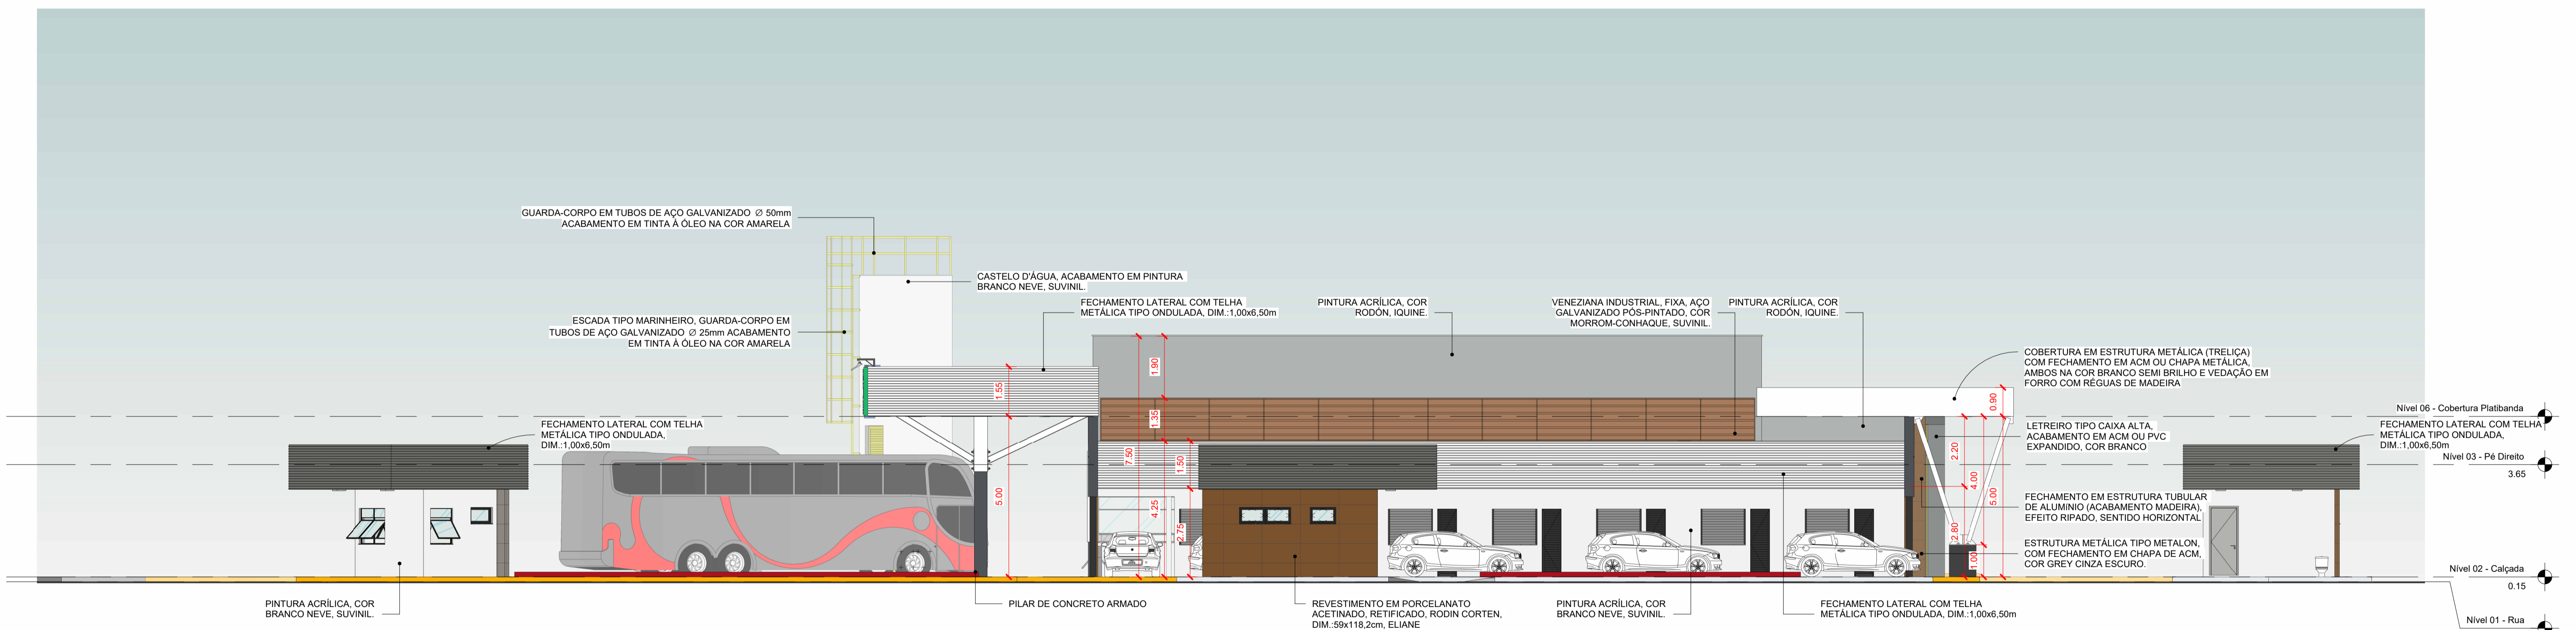 GUARDA-CORPO EM TUBOS DE AÇO GALVANIZADO Ø 50mm
ACABAMENTO EM TINTA À ÓLEO NA COR AMARELA
CASTELO D'ÁGUA, ACABAMENTO EM PINTURA
BRANCO NEVE, SUVINIL.
ESCADA TIPO MARINHEIRO, GUARDA-CORPO EM
TUBOS DE AÇO GALVANIZADO Ø 25mm ACABAMENTO
EM TINTA À ÓLEO NA COR AMARELA
FECHAMENTO LATERAL COM TELHA
METÁLICA TIPO ONDULADA, DIM.:1,00x6,50m
PINTURA ACRÍLICA, COR
RODÓN, IQUINE.
VENEZIANA INDUSTRIAL, FIXA, AÇO
GALVANIZADO PÓS-PINTADO, COR
MORROM-CONHAQUE, SUVINIL.
PINTURA ACRÍLICA, COR
RODÓN, IQUINE.
COBERTURA EM ESTRUTURA METÁLICA (TRELIÇA)
COM FECHAMENTO EM ACM OU CHAPA METÁLICA,
AMBOS NA COR BRANCO SEMI BRILHO E VEDAÇÃO EM
FORRO COM RÉGUAS DE MADEIRA
FECHAMENTO LATERAL COM TELHA
METÁLICA TIPO ONDULADA,
DIM.:1,00x6,50m
1.55
5.00
7.50
1.90
1.35
4.25
1.50
2.75
0.90
2.20
4.00
5.00
2.80
1.00
LETREIRO TIPO CAIXA ALTA,
ACABAMENTO EM ACM OU PVC
EXPANDIDO, COR BRANCO
FECHAMENTO EM ESTRUTURA TUBULAR
DE ALUMINIO (ACABAMENTO MADEIRA),
EFEITO RIPADO, SENTIDO HORIZONTAL
ESTRUTURA METÁLICA TIPO METALON,
COM FECHAMENTO EM CHAPA DE ACM,
COR GREY CINZA ESCURO.
Nível 06 - Cobertura Platibanda
FECHAMENTO LATERAL COM TELHA
METÁLICA TIPO ONDULADA,
DIM.:1,00x6,50m
Nível 03 - Pé Direito
3.65
Nível 02 - Calçada
0.15
Nível 01 - Rua
PINTURA ACRÍLICA, COR
BRANCO NEVE, SUVINIL.
PILAR DE CONCRETO ARMADO
REVESTIMENTO EM PORCELANATO
ACETINADO, RETIFICADO, RODIN CORTEN,
DIM.:59x118,2cm, ELIANE
PINTURA ACRÍLICA, COR
BRANCO NEVE, SUVINIL.
FECHAMENTO LATERAL COM TELHA
METÁLICA TIPO ONDULADA, DIM.:1,00x6,50m